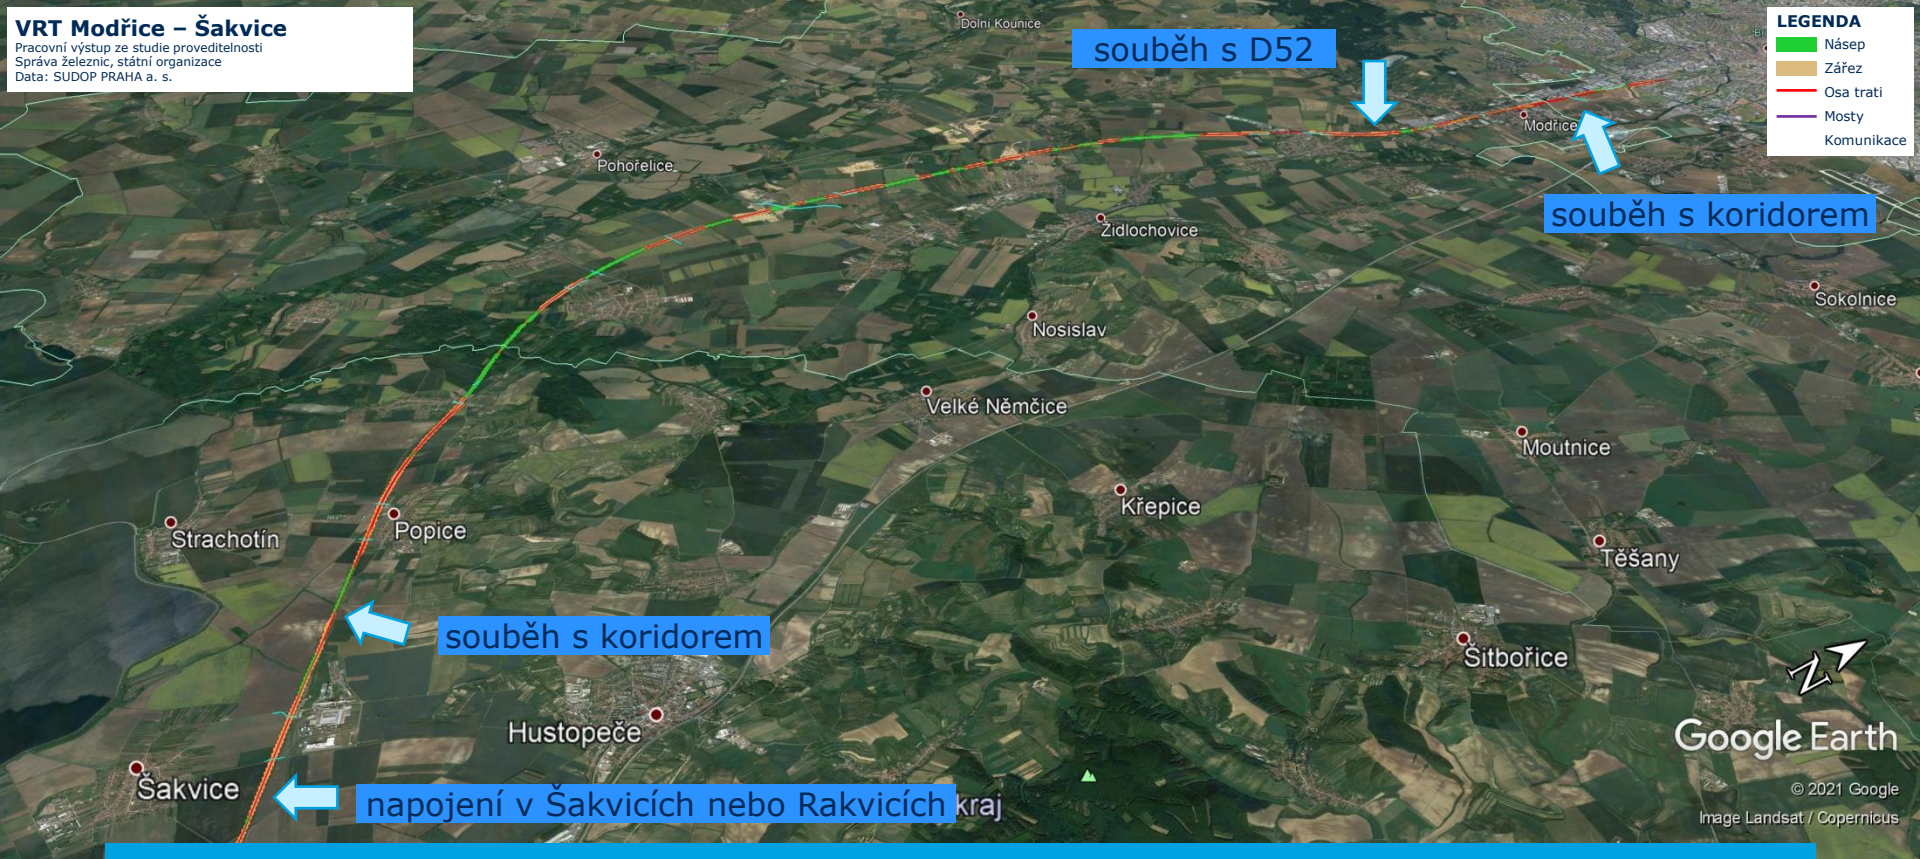 VRT Modřice – Šakvice
Pracovní výstup ze studie proveditelnosti
Správa železnic, státní organizace
Data: SUDOP PRAHA a. s.
LEGENDA
Násep
Zářez
Osa trati
Mosty
Komunikace
Dolní Kounice
souběh s D52
Modřice
Pohořelice
souběh s koridorem
Židlochovice
Sokolnice
Nosislav
Velké Němčice
Moutnice
Křepice
Strachotín
Popice
Těšany
souběh s koridorem
Šitbořice
Hustopeče
Šakvice
napojení v Šakvicích nebo Rakvicích
kraj
N
Google Earth
© 2021 Google
Image Landsat / Copernicus